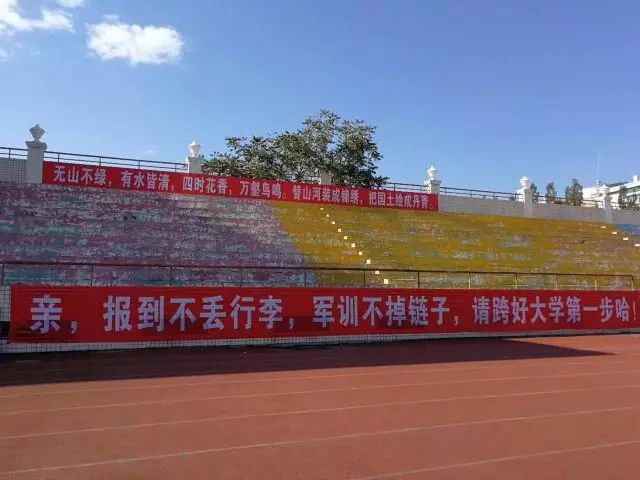 无山不绿，有水皆清，四时花香，万壑鸟鸣。替山河装成锦绣，把国土绘成丹青。
亲，报到不丢行李，军训不掉链子，请跨好大学第一步哈！